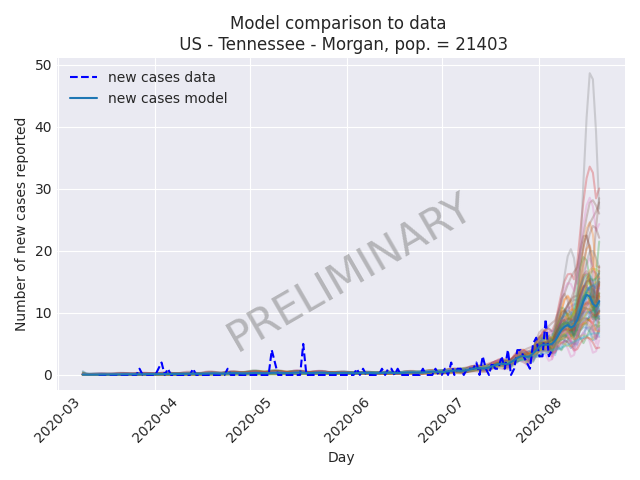 Model comparison to data
US - Tennessee - Morgan, pop. = 21403
new cases data
new cases model
Number of new cases reported
50
40
30
20
10
0
PRELIMINARY
2020-03
2020-04
2020-05
2020-06
2020-07
2020-08
Day